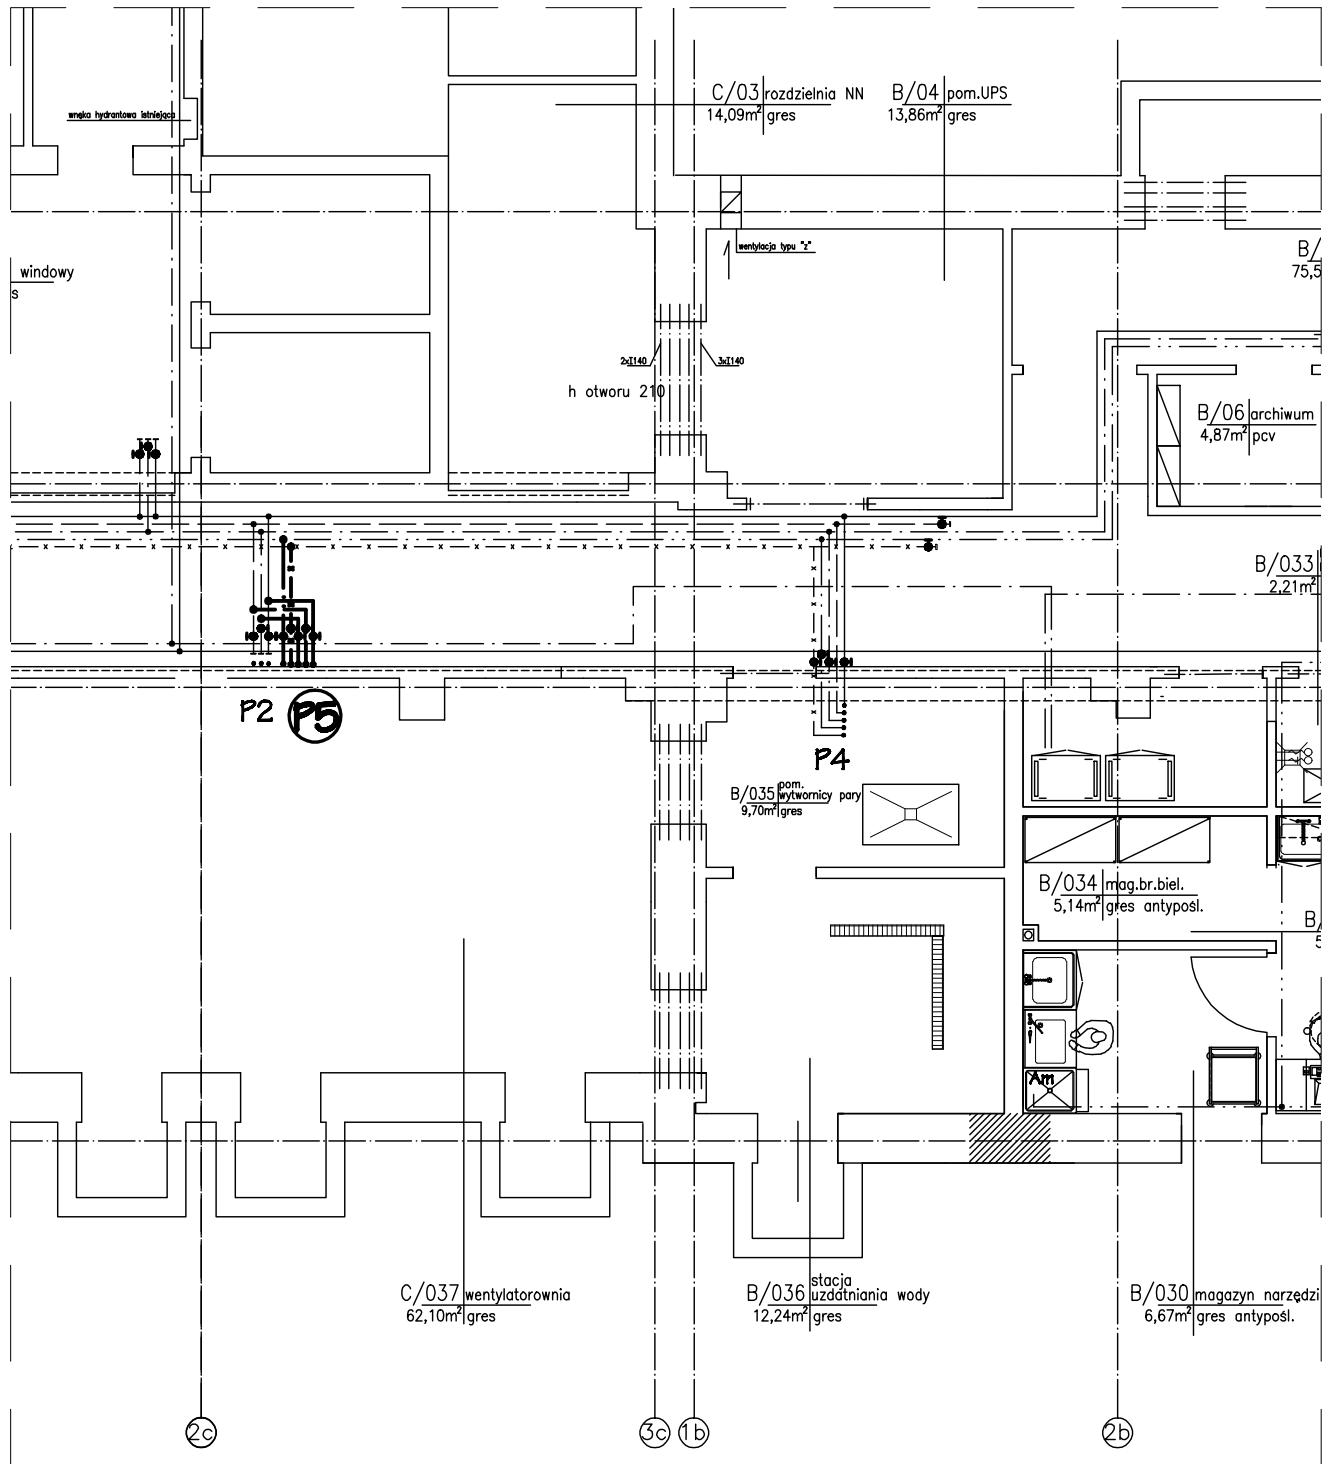 C/03 rozdzielnia NN
14,09m² gres
B/04 pom.UPS
13,86m² gres
wnęka hydrantowa istniejąca
wentylacja typu "z"
windowy
s
B/
75,5
2xI140
3xI140
h otworu 210
B/06 archiwum
4,87m² pcv
B/033
2,21m²
P2
P5
P4
B/035 pom. wytwornicy pary
9,70m² gres
B/034 mag.br.biel.
5,14m² gres antypośl.
B/
5
Am
C/037 wentylatorownia
62,10m² gres
B/036 stacja uzdatniania wody
12,24m² gres
B/030 magazyn narzędzi
6,67m² gres antypośl.
2c
3c
1b
2b